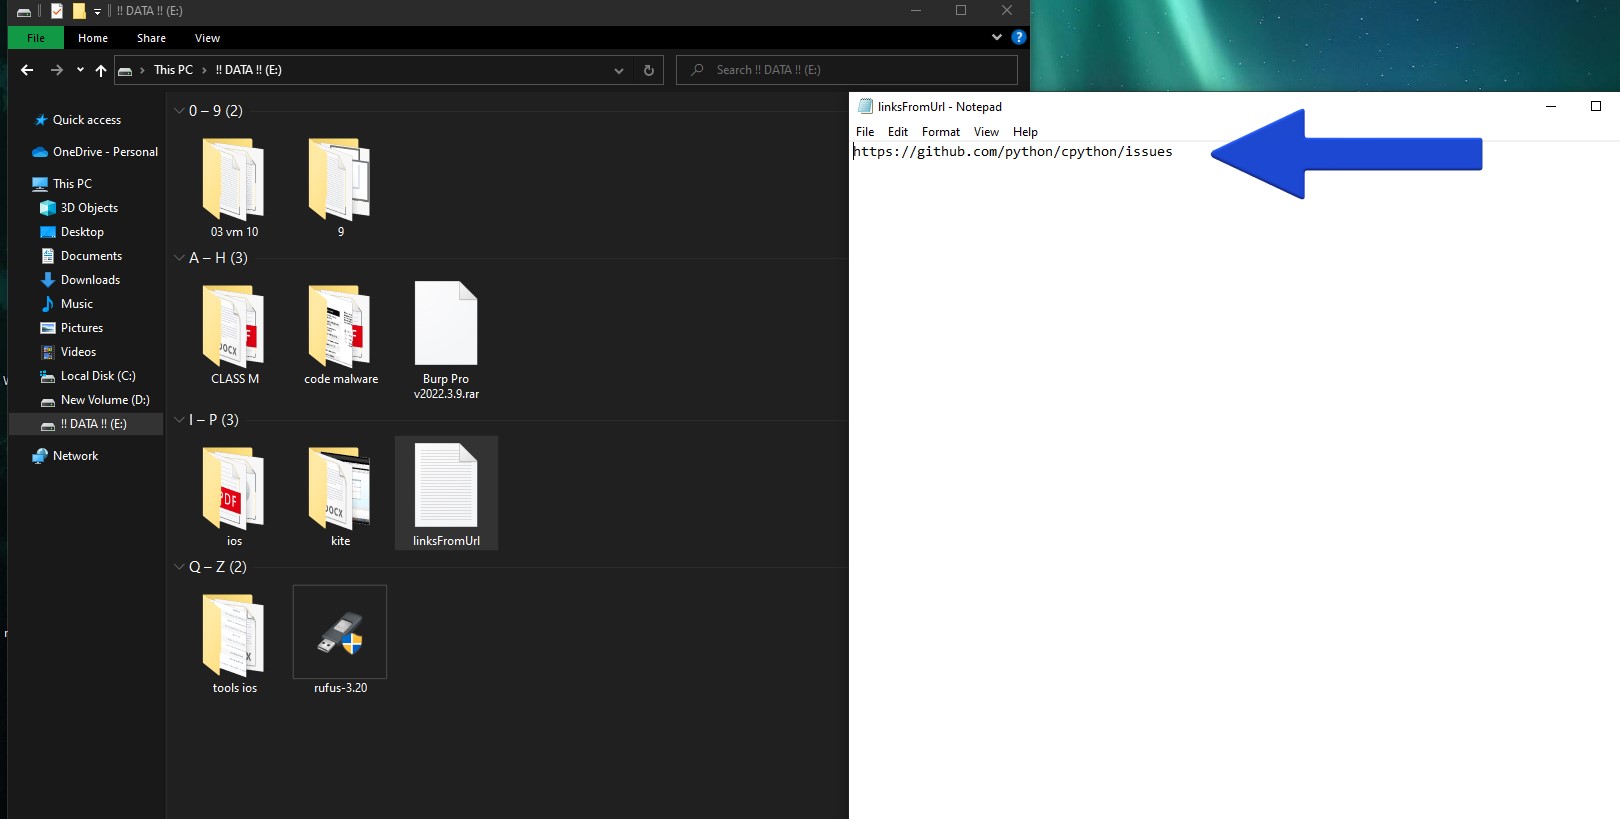 !! DATA !! (E:)
File
Home
Share
View
This PC
!! DATA !! (E:)
Search !! DATA !! (E:)
Quick access
OneDrive - Personal
This PC
3D Objects
Desktop
Documents
Downloads
Music
Pictures
Videos
Local Disk (C:)
New Volume (D:)
!! DATA !! (E:)
Network
0 – 9 (2)
03 vm 10
9
A – H (3)
CLASS M
code malware
Burp Pro
v2022.3.9.rar
I – P (3)
ios
kite
linksFromUrl
Q – Z (2)
tools ios
rufus-3.20
linksFromUrl - Notepad
File
Edit
Format
View
Help
https://github.com/python/cpython/issues